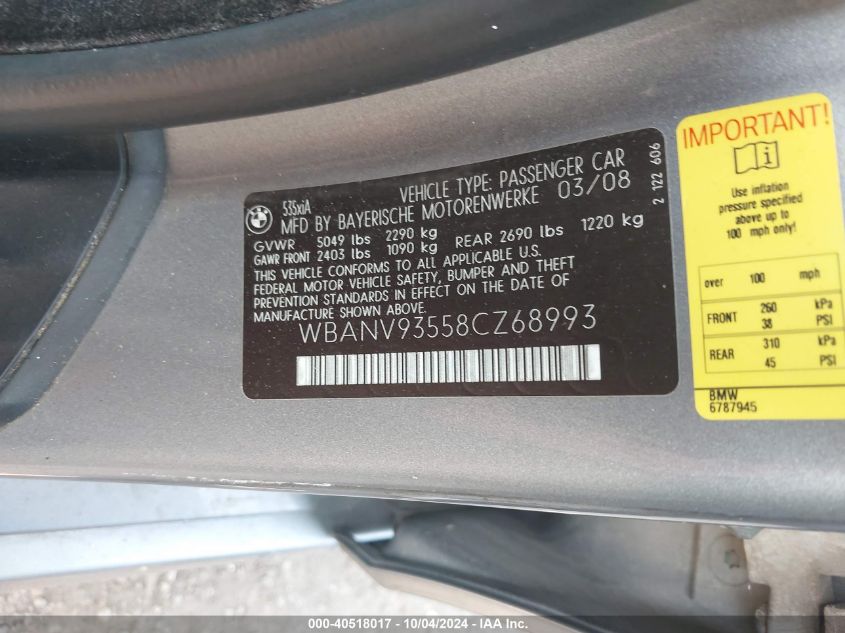 BMW
535xiA
VEHICLE TYPE: PASSENGER CAR
MFD BY BAYERISCHE MOTORENWERKE 03/08
GVWR 5049 lbs 2290 kg
GAWR FRONT 2403 lbs 1090 kg REAR 2690 lbs 1220 kg
THIS VEHICLE CONFORMS TO ALL APPLICABLE U.S.
FEDERAL MOTOR VEHICLE SAFETY, BUMPER AND THEFT
PREVENTION STANDARDS IN EFFECT ON THE DATE OF
MANUFACTURE SHOWN ABOVE.
WBANV93558CZ68993
2 122 606
IMPORTANT!
Use inflation
pressure specified
above up to
100 mph only!
over 100 mph
FRONT 260 kPa
38 PSI
REAR 310 kPa
45 PSI
BMW
6787945
000-40518017 - 10/04/2024 - IAA Inc.